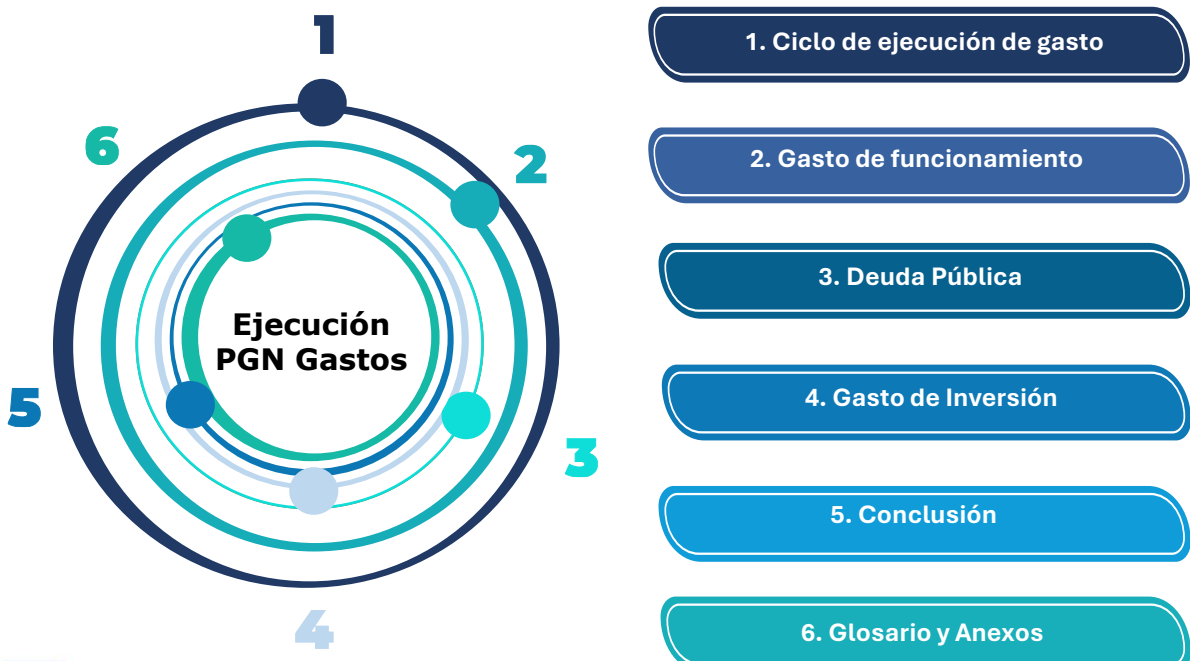 1
6
2
Ejecución
PGN Gastos
5
3
4
1. Ciclo de ejecución de gasto
2. Gasto de funcionamiento
3. Deuda Pública
4. Gasto de Inversión
5. Conclusión
6. Glosario y Anexos